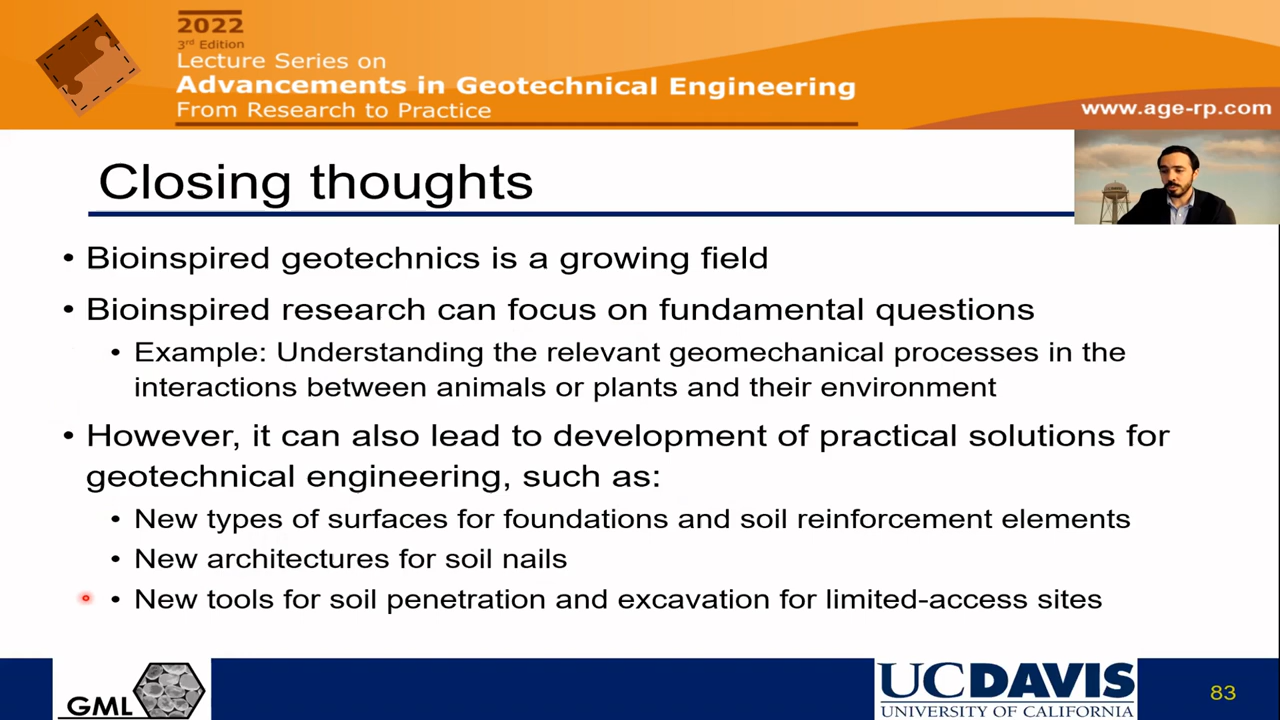 2022
3rd Edition
Lecture Series on
Advancements in Geotechnical Engineering
From Research to Practice
www.age-rp.com
Closing thoughts
• Bioinspired geotechnics is a growing field
• Bioinspired research can focus on fundamental questions
• Example: Understanding the relevant geomechanical processes in the
interactions between animals or plants and their environment
• However, it can also lead to development of practical solutions for
geotechnical engineering, such as:
• New types of surfaces for foundations and soil reinforcement elements
• New architectures for soil nails
• New tools for soil penetration and excavation for limited-access sites
GML
UCDAVIS
UNIVERSITY OF CALIFORNIA
83